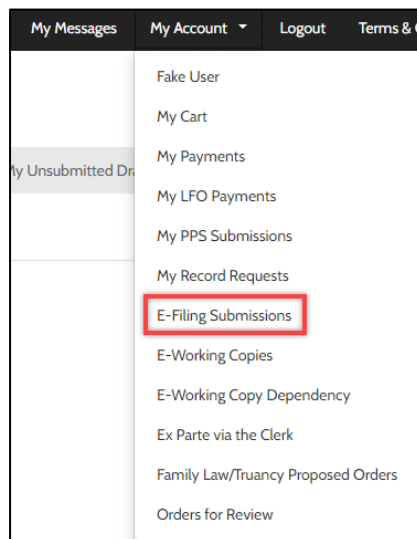 My Messages My Account Logout Terms &
Fake User
My Cart
My Payments
My Unsubmitted
My LFO Payments
My PPS Submissions
My Record Requests
E-Filing Submissions
E-Working Copies
E-Working Copy Dependency
Ex Parte via the Clerk
Family Law/Truancy Proposed Orders
Orders for Review